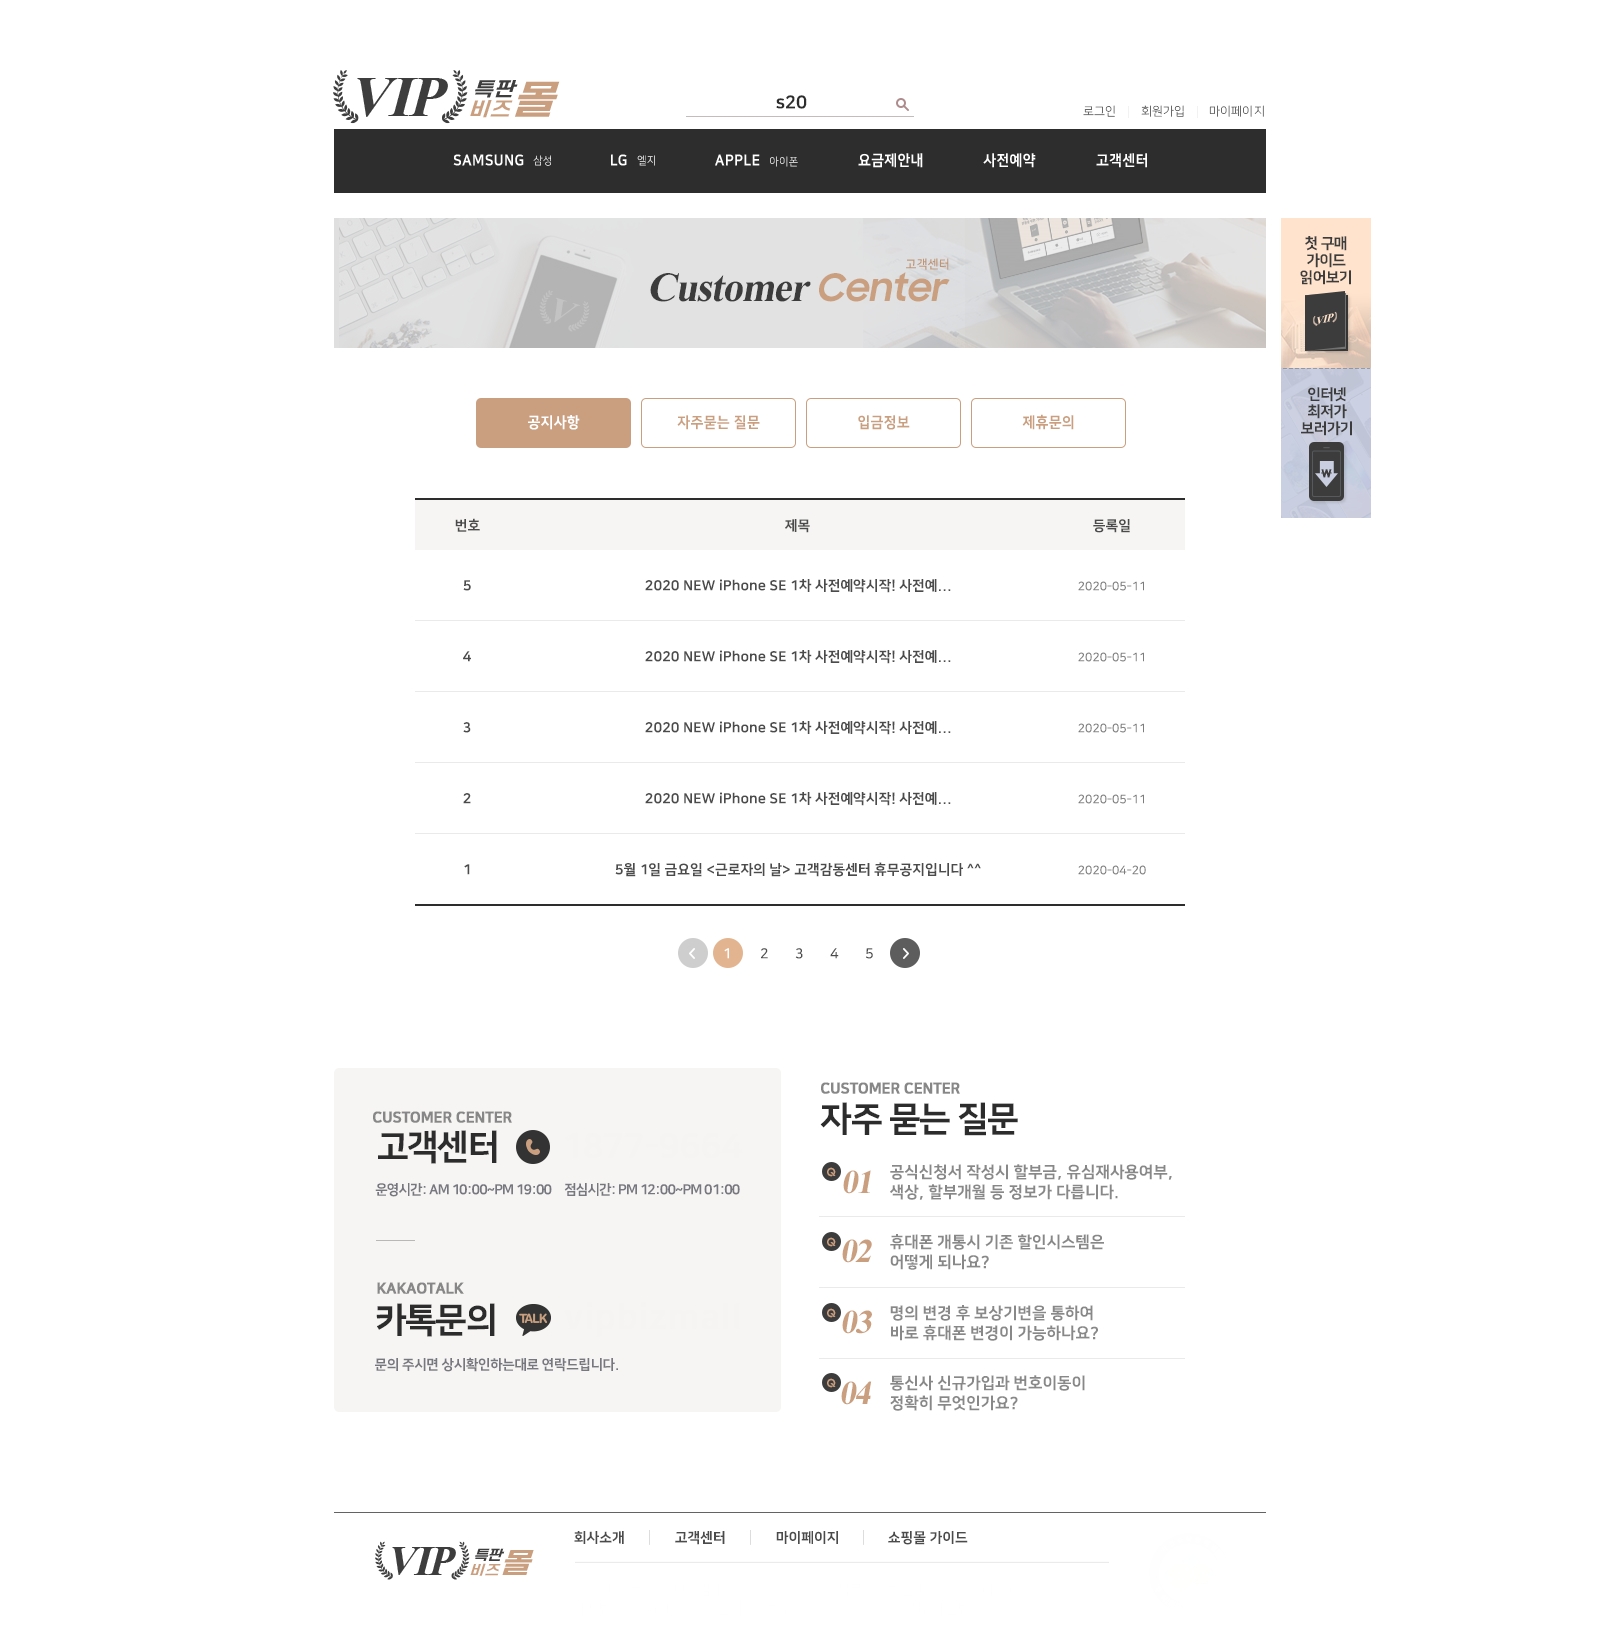 VIP 특판 비즈몰
s20
로그인 회원가입 마이페이지
SAMSUNG 삼성 LG 엘지 APPLE 아이폰 요금제안내 사전예약 고객센터
고객센터
Customer Center
첫 구매
가이드
읽어보기
VIP
인터넷
최저가
보러가기
W
공지사항 자주묻는 질문 입금정보 제휴문의
번호 제목 등록일
5 2020 NEW iPhone SE 1차 사전예약시작! 사전예... 2020-05-11
4 2020 NEW iPhone SE 1차 사전예약시작! 사전예... 2020-05-11
3 2020 NEW iPhone SE 1차 사전예약시작! 사전예... 2020-05-11
2 2020 NEW iPhone SE 1차 사전예약시작! 사전예... 2020-05-11
1 5월 1일 금요일 <근로자의 날> 고객감동센터 휴무공지입니다 ^^ 2020-04-20
1 2 3 4 5
CUSTOMER CENTER
고객센터
운영시간: AM 10:00~PM 19:00 점심시간: PM 12:00~PM 01:00
KAKAOTALK
카톡문의 TALK
문의 주시면 상시확인하는대로 연락드립니다.
CUSTOMER CENTER
자주 묻는 질문
Q 01 공식신청서 작성시 할부금, 유심재사용여부,
색상, 할부개월 등 정보가 다릅니다.
Q 02 휴대폰 개통시 기존 할인시스템은
어떻게 되나요?
Q 03 명의 변경 후 보상기변을 통하여
바로 휴대폰 변경이 가능하나요?
Q 04 통신사 신규가입과 번호이동이
정확히 무엇인가요?
VIP 특판 비즈몰
회사소개 고객센터 마이페이지 쇼핑몰 가이드